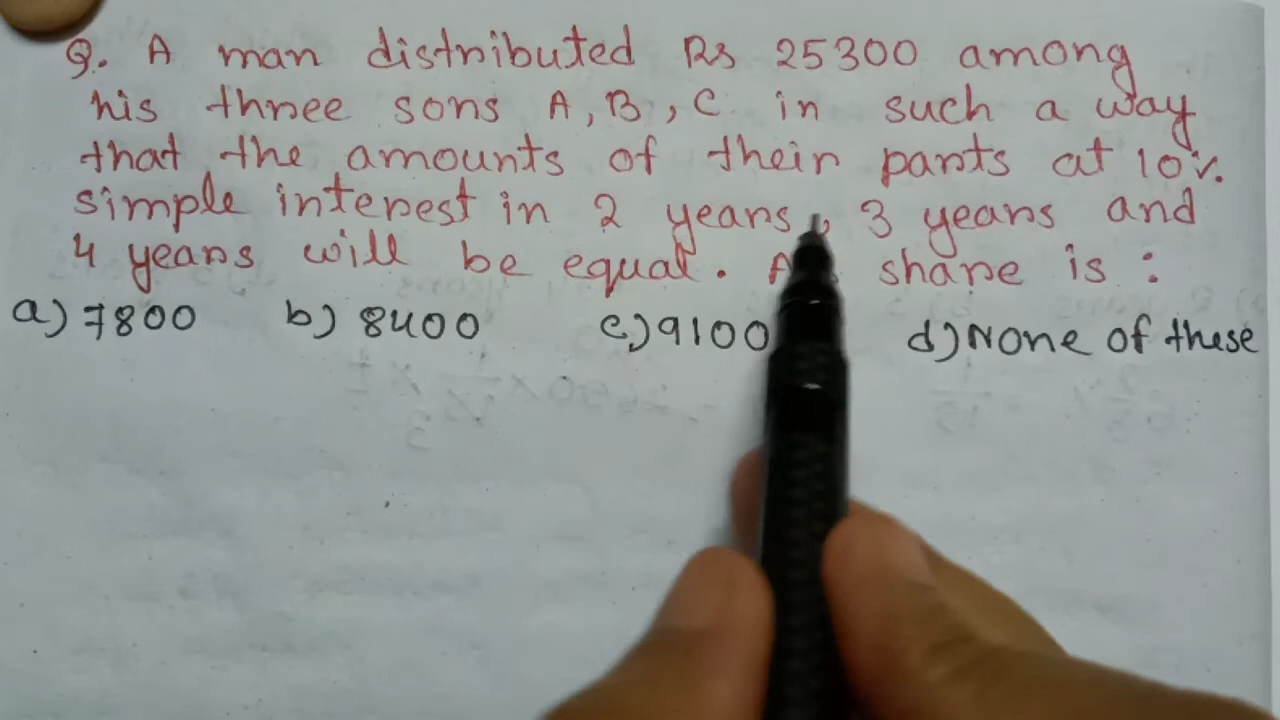 Q. A man distributed Rs 25300 among
his three sons A, B, C in such a way
that the amounts of their parts at 10%
simple interest in 2 years, 3 years and
4 years will be equal. share is :
a) 7800 b) 8400 c) 9100 d) None of these